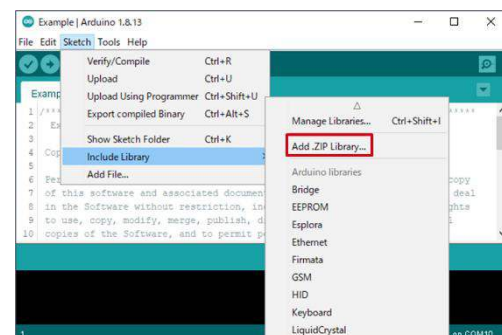 Example | Arduino 1.8.13
File Edit Sketch Tools Help
Examp
Verify/Compile Ctrl+R
Upload Ctrl+U
Upload Using Programmer Ctrl+Shift+U
Export compiled Binary Ctrl+Alt+S
Show Sketch Folder Ctrl+K
Include Library
Add File...
Manage Libraries... Ctrl+Shift+I
Add .ZIP Library...
Arduino libraries
Bridge
EEPROM
Esplora
Ethernet
Firmata
GSM
HID
Keyboard
LiquidCrystal
1 /***
2 Ex
3
4 Cop
5
6 Per copy
7 of this software and associated document deal
8 in the Software without restriction, in ghts
9 to use, copy, modify, merge, publish, d
10 copies of the Software, and to permit p
1 on COM10